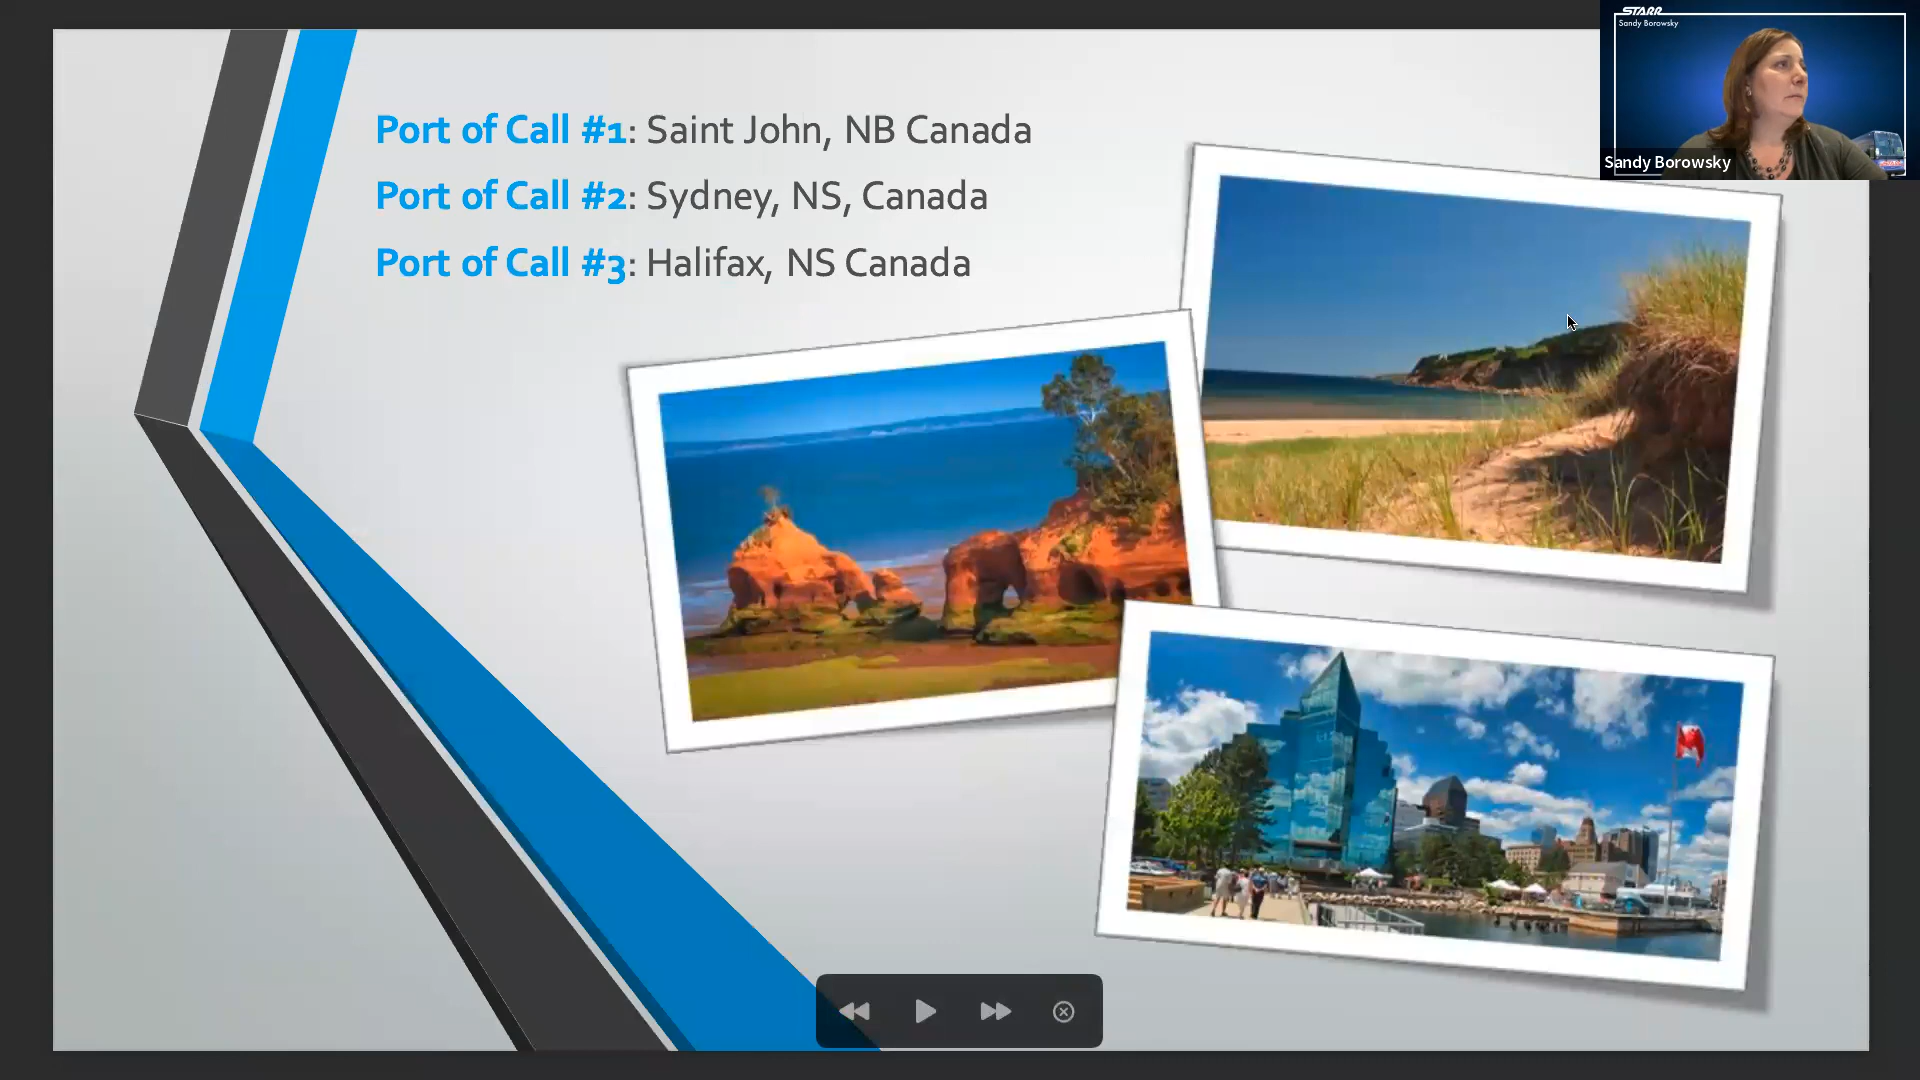 Port of Call #1: Saint John, NB Canada
Port of Call #2: Sydney, NS, Canada
Port of Call #3: Halifax, NS Canada
STARR
Sandy Borowsky
Sandy Borowsky